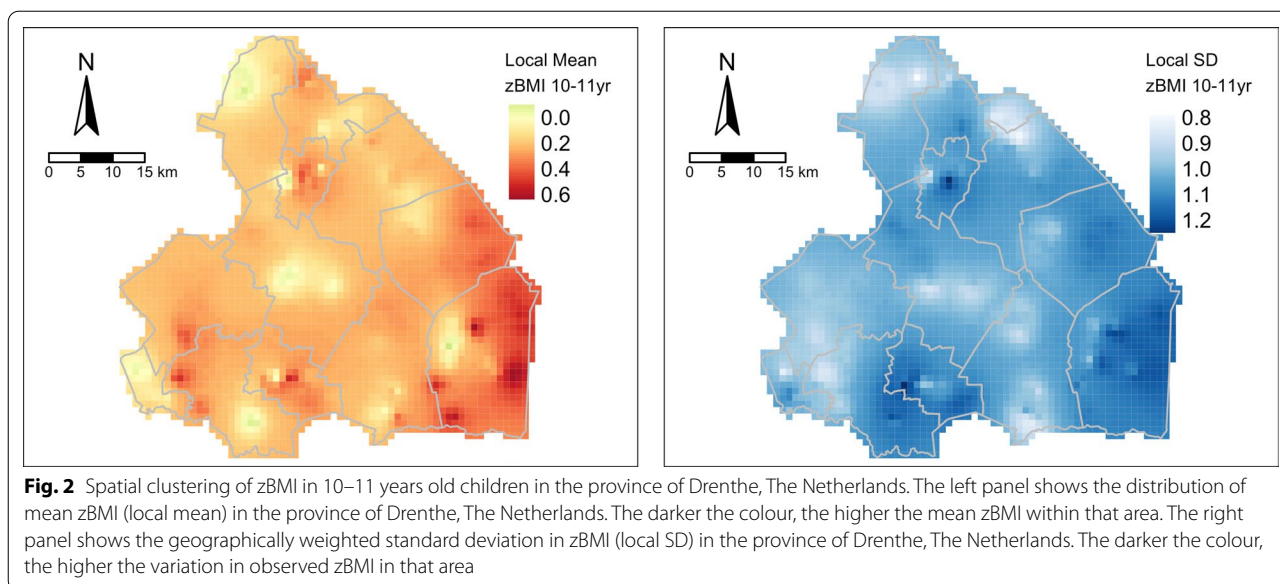 N
0 5 10 15 km
Local Mean
zBMI 10-11yr
0.0
0.2
0.4
0.6
N
0 5 10 15 km
Local SD
zBMI 10-11yr
0.8
0.9
1.0
1.1
1.2
Fig. 2 Spatial clustering of zBMI in 10–11 years old children in the province of Drenthe, The Netherlands. The left panel shows the distribution of
mean zBMI (local mean) in the province of Drenthe, The Netherlands. The darker the colour, the higher the mean zBMI within that area. The right
panel shows the geographically weighted standard deviation in zBMI (local SD) in the province of Drenthe, The Netherlands. The darker the colour,
the higher the variation in observed zBMI in that area